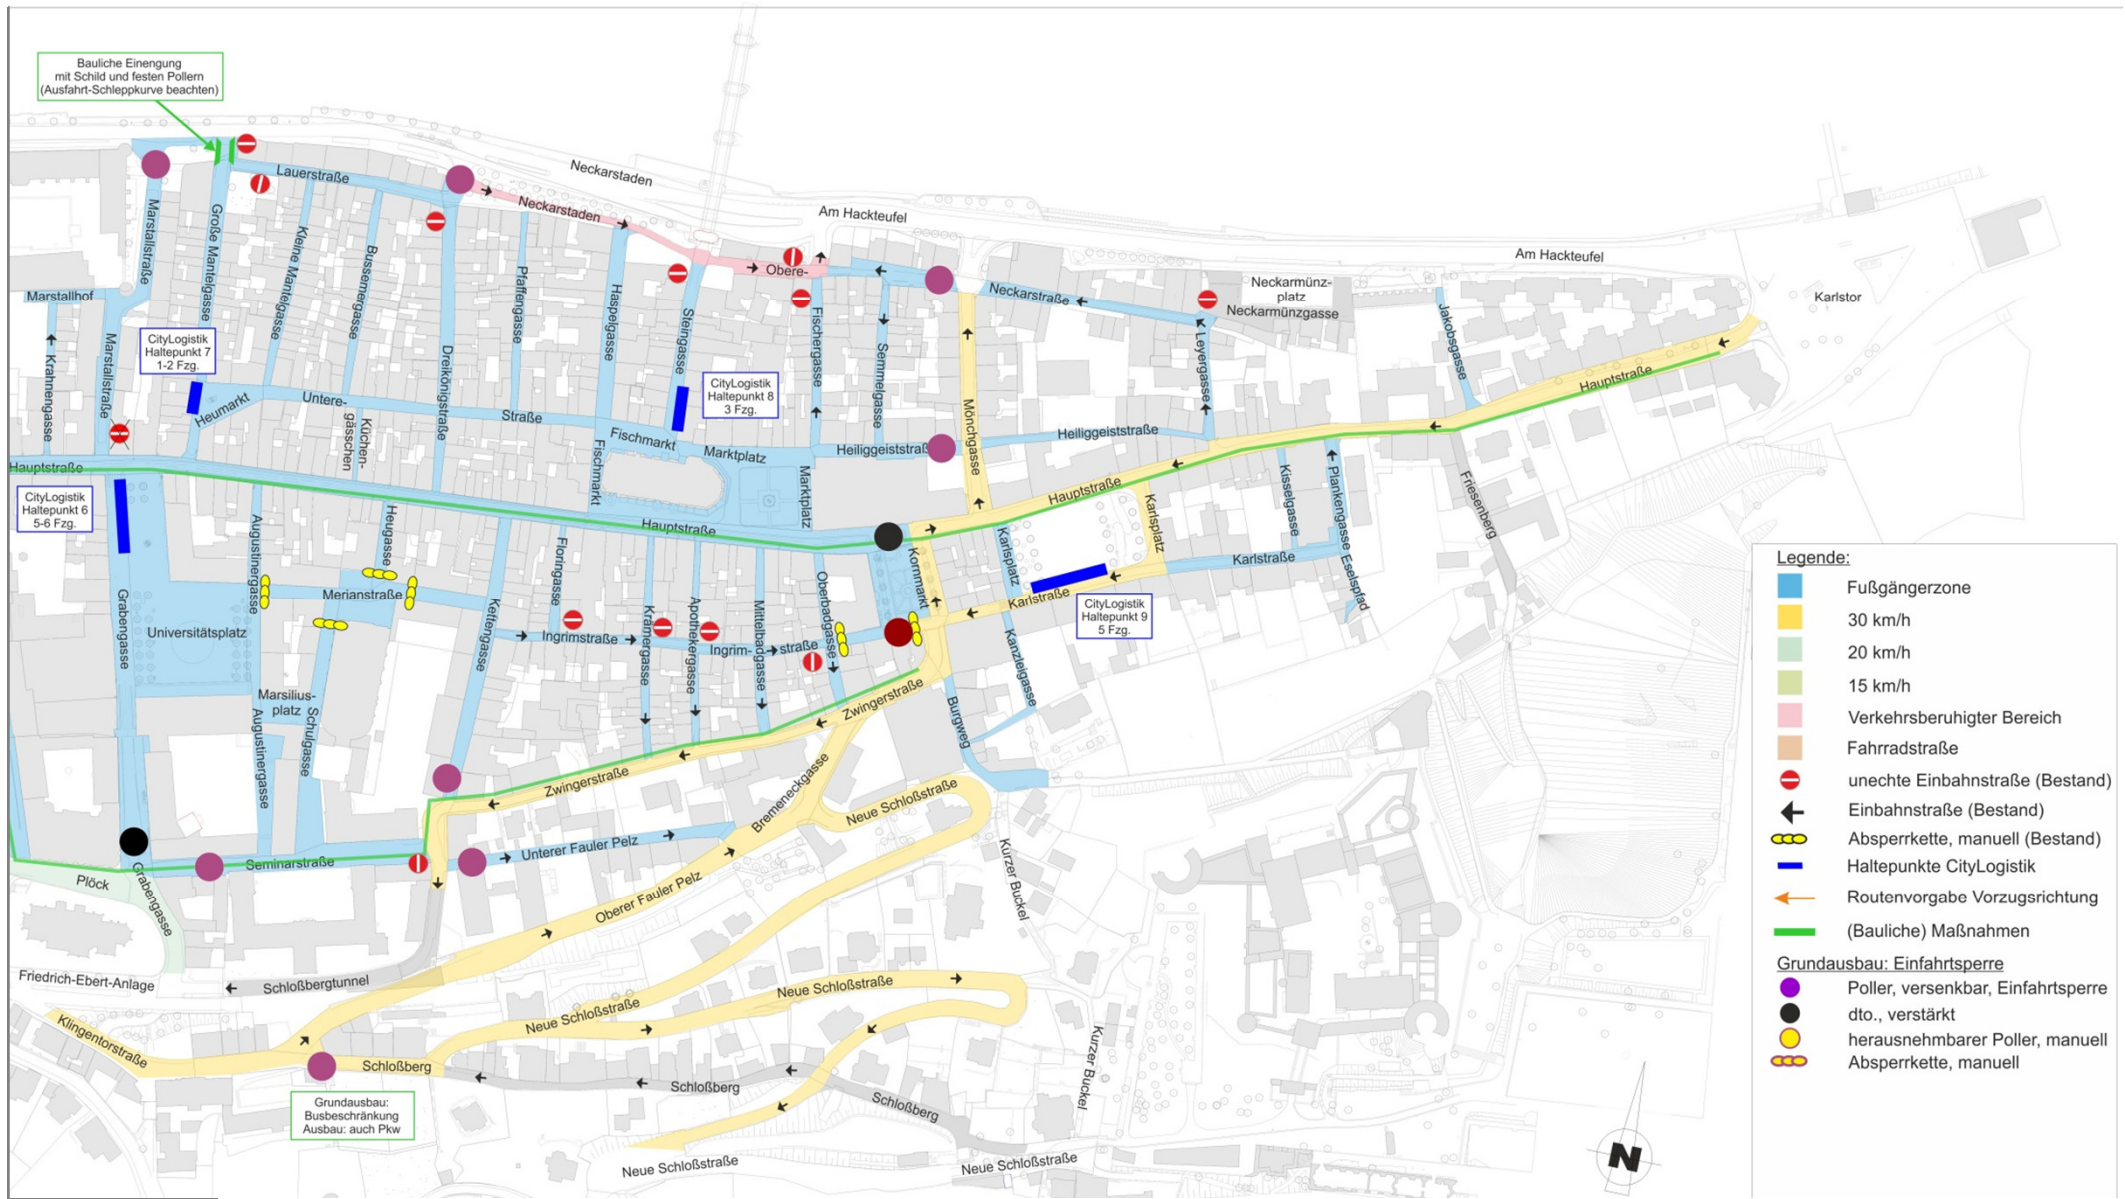 Bauliche Einengung
mit Schild und festen Pollern
(Ausfahrt-Schleppkurve beachten)
Neckarstaden
Lauerstraße
Neckarstaden
Am Hackteufel
Am Hackteufel
Obere-
Neckarstraße
Neckarmünz-
platz
Neckarmünzgasse
Karlstor
Marstallstraße
Große Mantelgasse
Kleine Mantelgasse
Bussemergasse
Dreikönigstraße
Pfaffengasse
Haspelgasse
Steingasse
Fischergasse
Semmelgasse
Mönchgasse
Leyergasse
Jakobsgasse
Marstallhof
Krahnengasse
Marstallstraße
CityLogistik
Haltepunkt 7
1-2 Fzg.
CityLogistik
Haltepunkt 8
3 Fzg.
Heumarkt
Untere-
Straße
Küchen-
gässchen
Fischmarkt
Fischmarkt
Marktplatz
Marktplatz
Heiliggeiststraß
Heiliggeiststraße
Hauptstraße
Hauptstraße
Hauptstraße
Hauptstraße
CityLogistik
Haltepunkt 6
5-6 Fzg.
Augustinergasse
Heugasse
Merianstraße
Grabengasse
Universitätsplatz
Marsilius-
platz
Augustinergasse
Schulgasse
Kettengasse
Floringasse
Ingrimstraße
Krämergasse
Apothekergasse
Ingrim-
straße
Mittelbadgasse
Oberbadgasse
Kornmarkt
Karlsplatz
Karlsplatz
Karlstraße
Karlstraße
CityLogistik
Haltepunkt 9
5 Fzg.
Kisselgasse
Plankengasse
Eselspfad
Friesenberg
Kanzleigasse
Burgweg
Zwingerstraße
Zwingerstraße
Bremeneckgasse
Neue Schloßstraße
Unterer Fauler Pelz
Oberer Fauler Pelz
Seminarstraße
Plöck
Grabengasse
Friedrich-Ebert-Anlage
Schloßbergtunnel
Klingentorstraße
Neue Schloßstraße
Neue Schloßstraße
Kurzer Buckel
Kurzer Buckel
Schloßberg
Schloßberg
Schloßberg
Neue Schloßstraße
Neue Schloßstraße
Grundausbau:
Busbeschränkung
Ausbau: auch Pkw
N
Legende:
Fußgängerzone
30 km/h
20 km/h
15 km/h
Verkehrsberuhigter Bereich
Fahrradstraße
unechte Einbahnstraße (Bestand)
Einbahnstraße (Bestand)
Absperrkette, manuell (Bestand)
Haltepunkte CityLogistik
Routenvorgabe Vorzugsrichtung
(Bauliche) Maßnahmen
Grundausbau: Einfahrtsperre
Poller, versenkbar, Einfahrtsperre
dto., verstärkt
herausnehmbarer Poller, manuell
Absperrkette, manuell